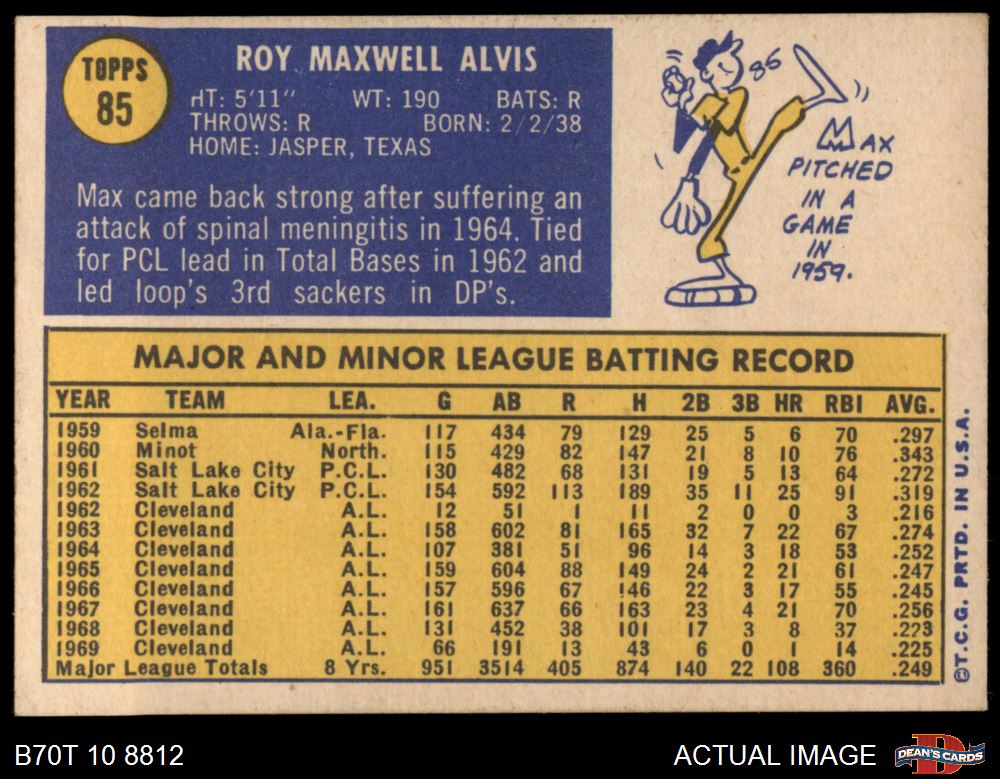 TOPPS
85
ROY MAXWELL ALVIS
HT: 5'11" WT: 190 BATS: R
THROWS: R BORN: 2/2/38
HOME: JASPER, TEXAS
Max came back strong after suffering an
attack of spinal meningitis in 1964. Tied
for PCL lead in Total Bases in 1962 and
led loop's 3rd sackers in DP's.
85
MAX
PITCHED
IN A
GAME
IN
1959.
MAJOR AND MINOR LEAGUE BATTING RECORD
YEAR TEAM LEA. G AB R H 2B 3B HR RBI AVG.
1959 Selma Ala.-Fla. 117 434 79 129 25 5 6 70 .297
1960 Minot North. 115 429 82 147 21 8 10 76 .343
1961 Salt Lake City P.C.L. 130 482 68 131 19 5 13 64 .272
1962 Salt Lake City P.C.L. 154 592 113 189 35 11 25 91 .319
1962 Cleveland A.L. 12 51 1 11 2 0 0 3 .216
1963 Cleveland A.L. 158 602 81 165 32 7 22 67 .274
1964 Cleveland A.L. 107 381 51 96 14 3 18 53 .252
1965 Cleveland A.L. 159 604 88 149 24 2 21 61 .247
1966 Cleveland A.L. 157 596 67 146 22 3 17 55 .245
1967 Cleveland A.L. 161 637 66 163 23 4 21 70 .256
1968 Cleveland A.L. 131 452 38 101 17 3 8 37 .223
1969 Cleveland A.L. 66 191 13 43 6 0 1 14 .225
Major League Totals 8 Yrs. 951 3514 405 874 140 22 108 360 .249
©T.C.G. PRTD. IN U.S.A.
B70T 10 8812
ACTUAL IMAGE
DEAN'S CARDS